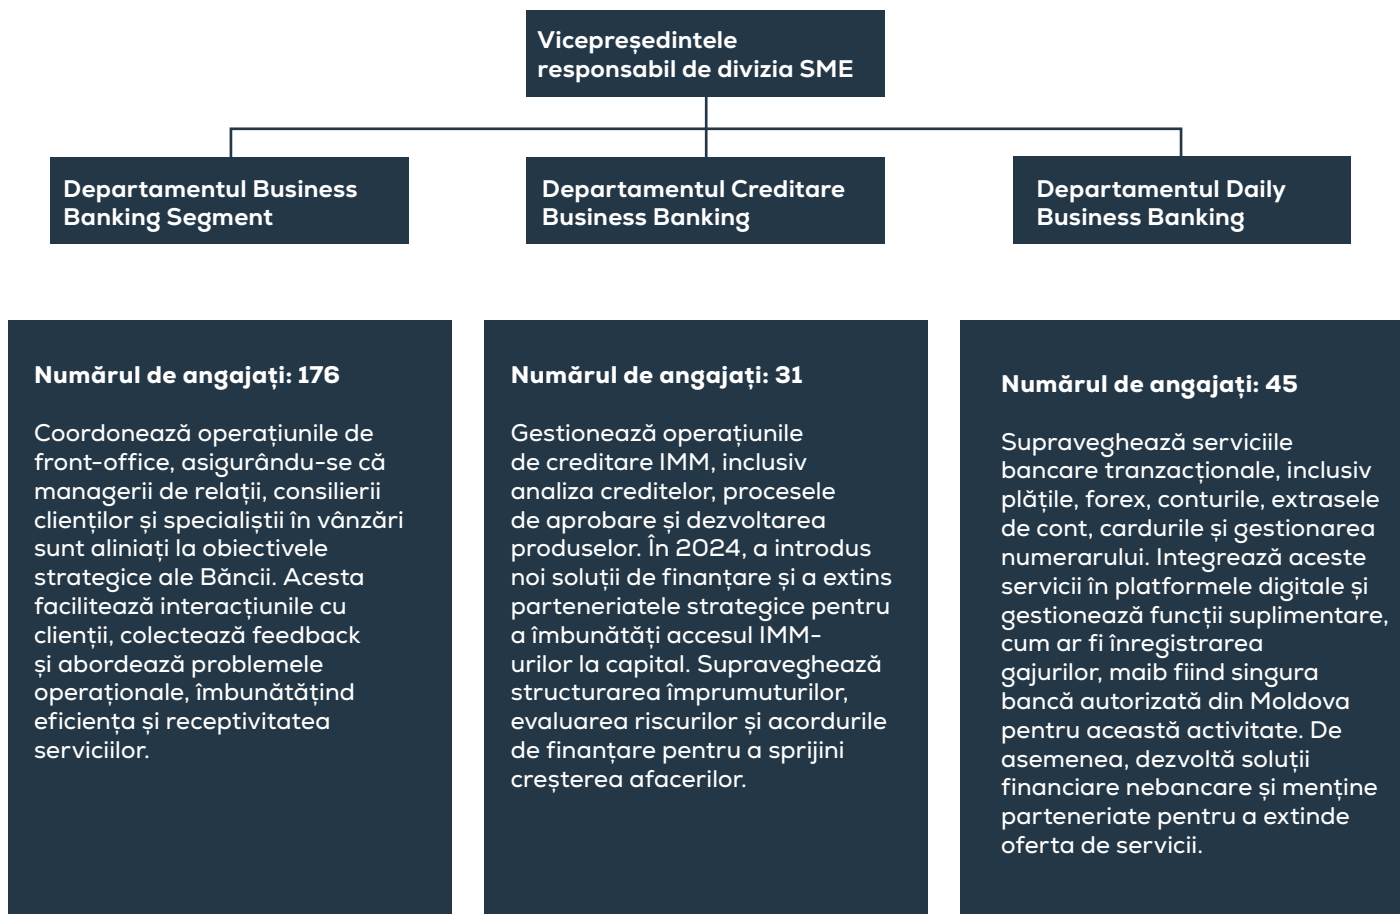 Vicepreședintele
responsabil de divizia SME
Departamentul Business
Banking Segment
Departamentul Creditare
Business Banking
Departamentul Daily
Business Banking
Numărul de angajați: 176
Coordonează operațiunile de
front-office, asigurându-se că
managerii de relații, consilierii
clienților și specialiștii în vânzări
sunt aliniați la obiectivele
strategice ale Băncii. Acesta
facilitează interacțiunile cu
clienții, colectează feedback
și abordează problemele
operaționale, îmbunătățind
eficiența și receptivitatea
serviciilor.
Numărul de angajați: 31
Gestionează operațiunile
de creditare IMM, inclusiv
analiza creditelor, procesele
de aprobare și dezvoltarea
produselor. În 2024, a introdus
noi soluții de finanțare și a extins
parteneriatele strategice pentru
a îmbunătăți accesul IMM-
urilor la capital. Supraveghează
structurarea împrumuturilor,
evaluarea riscurilor și acordurile
de finanțare pentru a sprijini
creșterea afacerilor.
Numărul de angajați: 45
Supraveghează serviciile
bancare tranzacționale, inclusiv
plățile, forex, conturile, extrasele
de cont, cardurile și gestionarea
numerarului. Integrează aceste
servicii în platformele digitale și
gestionează funcții suplimentare,
cum ar fi înregistrarea
gajurilor, maib fiind singura
bancă autorizată din Moldova
pentru această activitate. De
asemenea, dezvoltă soluții
financiare nebancare și menține
parteneriate pentru a extinde
oferta de servicii.